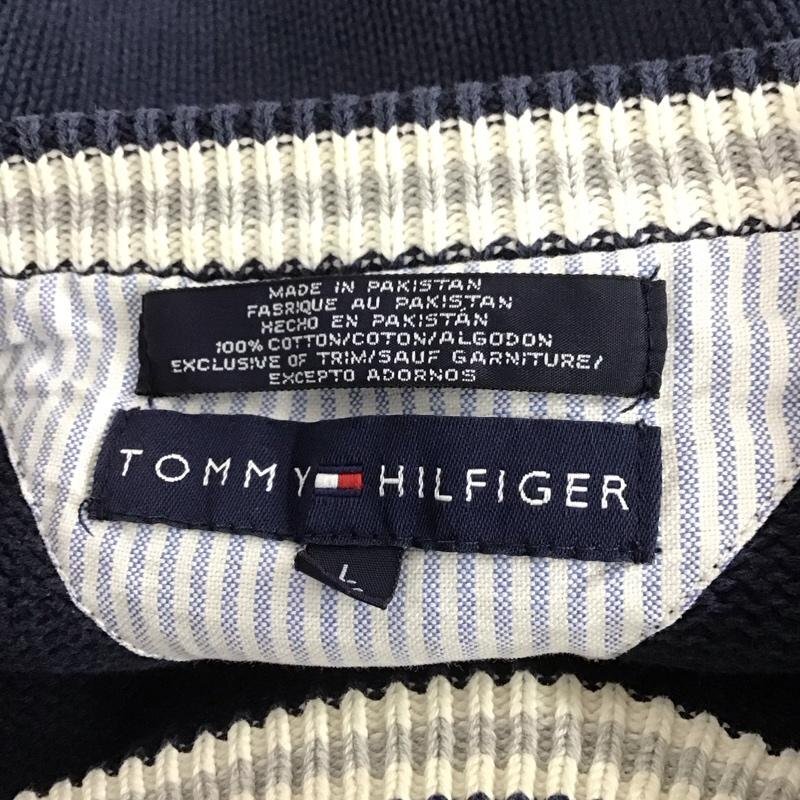 MADE IN PAKISTAN
FABRIQUE AU PAKISTAN
HECHO EN PAKISTÁN
100% COTTON/COTON/ALGODON
EXCLUSIVE OF TRIM/SAUF GARNITURE/
EXCEPTO ADORNOS
TOMMY HILFIGER
L